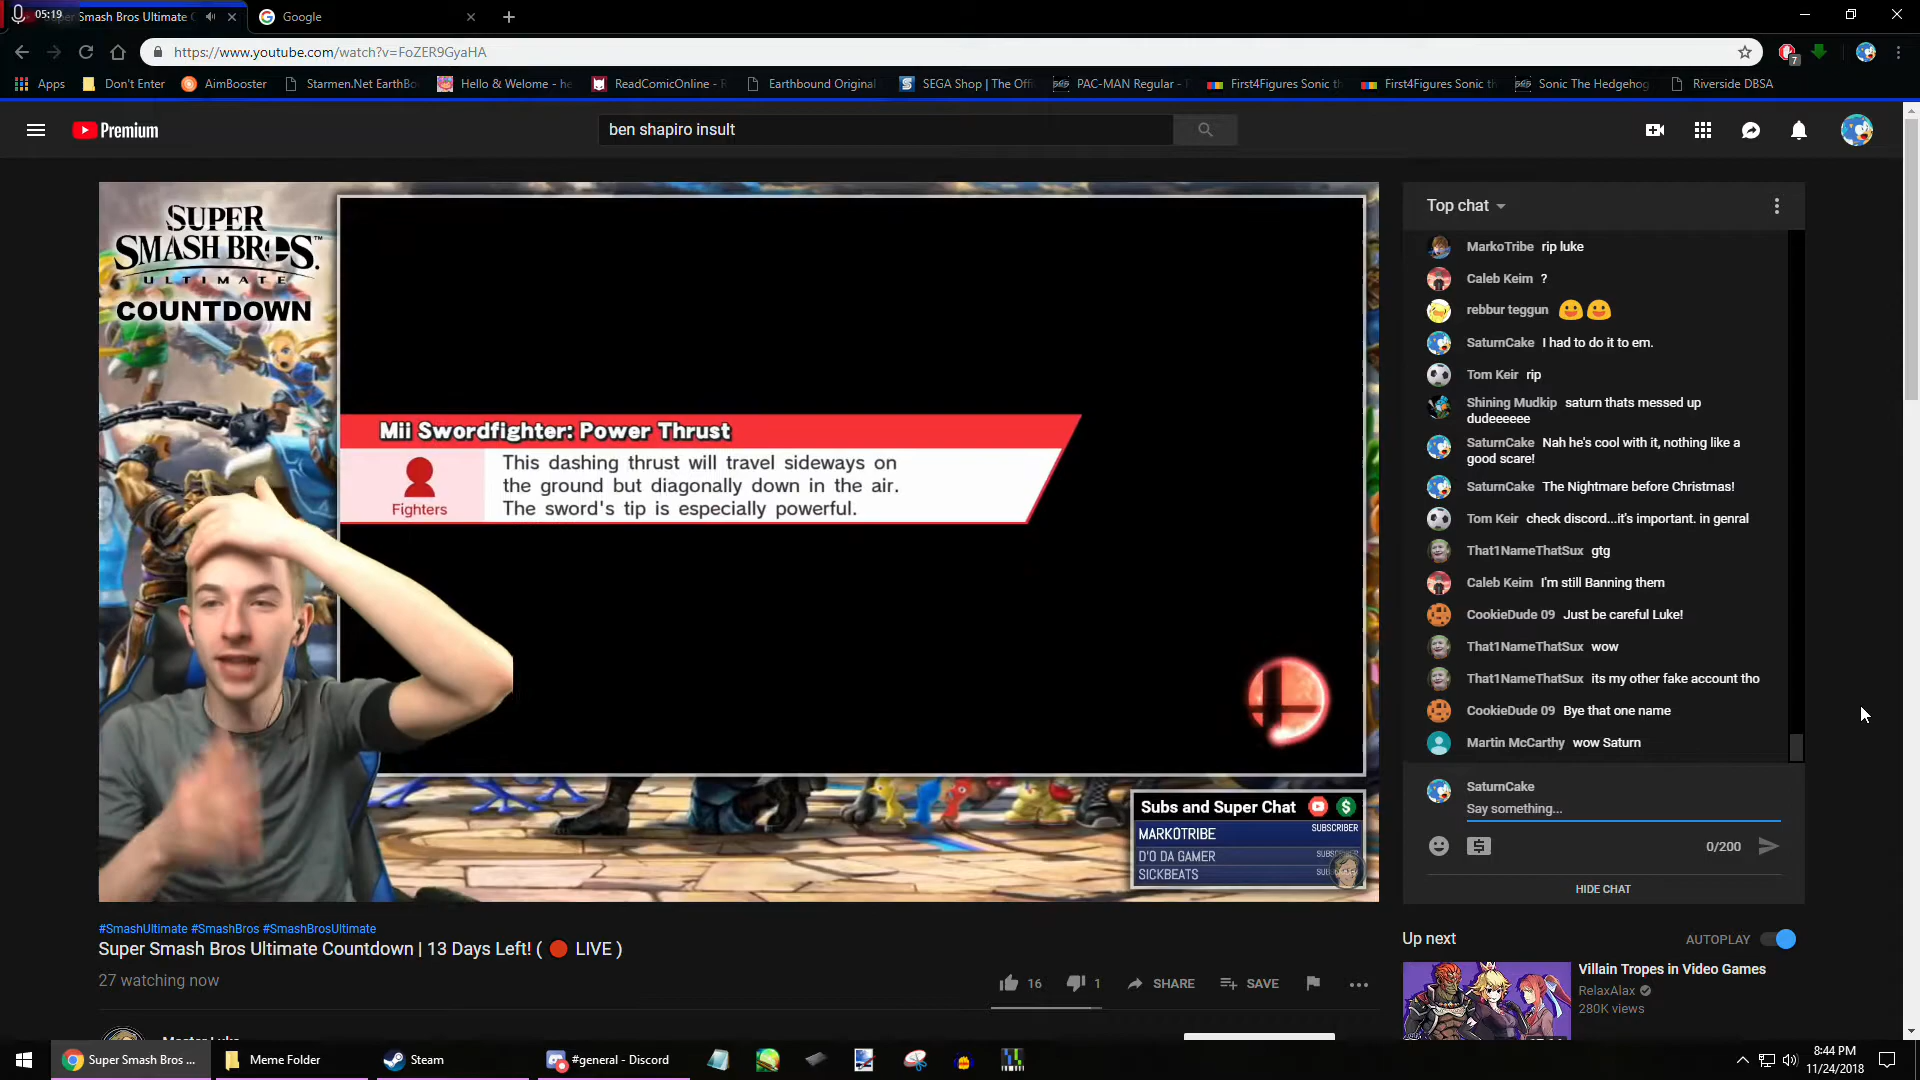 05:19
Super Smash Bros Ultimate C
Google
https://www.youtube.com/watch?v=FoZER9GyaHA
7
Apps
Don't Enter
AimBooster
Starmen.Net EarthBo
Hello & Welome - he
ReadComicOnline - R
Earthbound Original
SEGA Shop | The Offi
PAC-MAN Regular -
First4Figures Sonic th
First4Figures Sonic th
Sonic The Hedgehog
Riverside DBSA
Premium
ben shapiro insult
SUPER
SMASH BROS.™
ULTIMATE
COUNTDOWN
Mii Swordfighter: Power Thrust
Fighters
This dashing thrust will travel sideways on
the ground but diagonally down in the air.
The sword's tip is especially powerful.
Subs and Super Chat
MARKOTRIBE
SUBSCRIBER
D'O DA GAMER
SICKBEATS
Top chat
MarkoTribe rip luke
Caleb Keim ?
rebbur teggun
SaturnCake I had to do it to em.
Tom Keir rip
Shining Mudkip saturn thats messed up
dudeeeeee
SaturnCake Nah he's cool with it, nothing like a
good scare!
SaturnCake The Nightmare before Christmas!
Tom Keir check discord...it's important. in genral
That1NameThatSux gtg
Caleb Keim I'm still Banning them
CookieDude 09 Just be careful Luke!
That1NameThatSux wow
That1NameThatSux its my other fake account tho
CookieDude 09 Bye that one name
Martin McCarthy wow Saturn
SaturnCake
Say something...
0/200
HIDE CHAT
#SmashUltimate #SmashBros #SmashBrosUltimate
Super Smash Bros Ultimate Countdown | 13 Days Left! ( LIVE )
27 watching now
16
1
SHARE
SAVE
Up next
AUTOPLAY
Villain Tropes in Video Games
RelaxAlax
280K views
Super Smash Bros ...
Meme Folder
Steam
#general - Discord
8:44 PM
11/24/2018